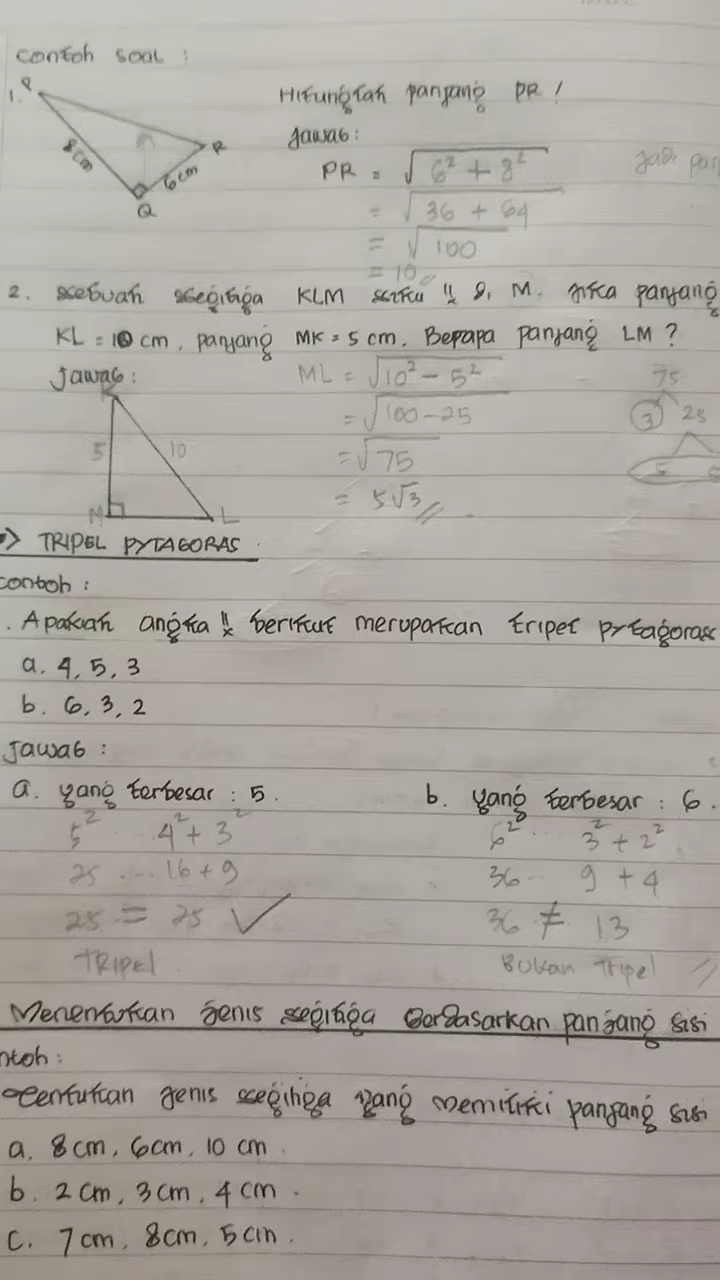 Contoh soal :
1. P
8 cm
R
6 cm
Q
Hitunglah panjang PR !
Jawab :
PR = √6² + 8²
= √36 + 64
= √100
= 10
Jadi pan
2. sebuah segitiga KLM siku" di M. Jika panjang
KL = 10 cm, panjang MK = 5 cm. Bepapa panjang LM ?
Jawab :
K
5
10
M
L
ML = √10² - 5²
= √100 - 25
= √75
= 5√3
75
3 25
5
=> TRIPEL PYTAGORAS
contoh :
. Apakah angka" berikut merupakan tripel pytagoras
a. 4, 5, 3
b. 6, 3, 2
Jawab :
a. yang terbesar : 5.
5² ... 4² + 3²
25 ... 16 + 9
25 = 25 ✓
TRIPEL
b. yang terbesar : 6.
6² ... 3² + 2²
36 ... 9 + 4
36 ≠ 13
Bukan Tripel
Menentukan jenis segitiga berdasarkan panjang sisi
ntoh :
Tentukan jenis segitiga yang memiliki panjang sisi
a. 8 cm, 6 cm, 10 cm.
b. 2 cm, 3 cm, 4 cm.
c. 7 cm, 8 cm, 5 cm.